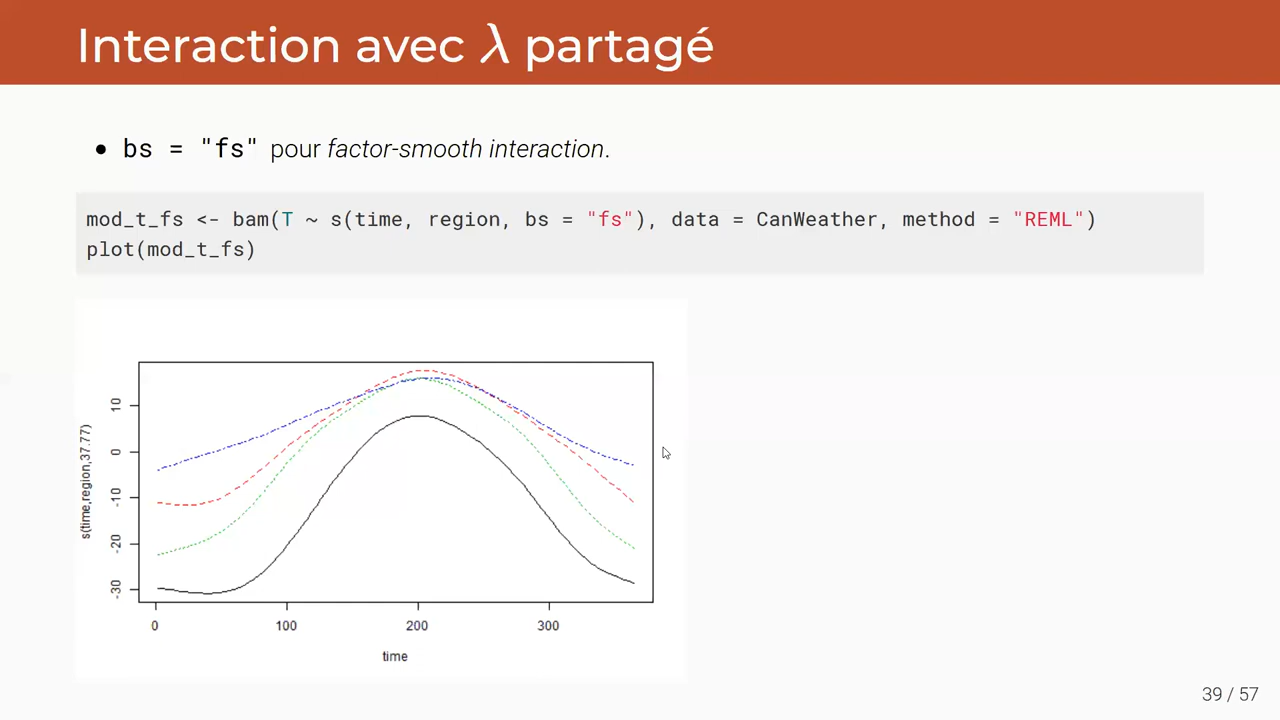 Interaction avec λ partagé
• bs = "fs" pour factor-smooth interaction.
mod_t_fs <- bam(T ~ s(time, region, bs = "fs"), data = CanWeather, method = "REML")
plot(mod_t_fs)
s(time,region,37.77)
10
0
-10
-20
-30
0 100 200 300
time
39 / 57